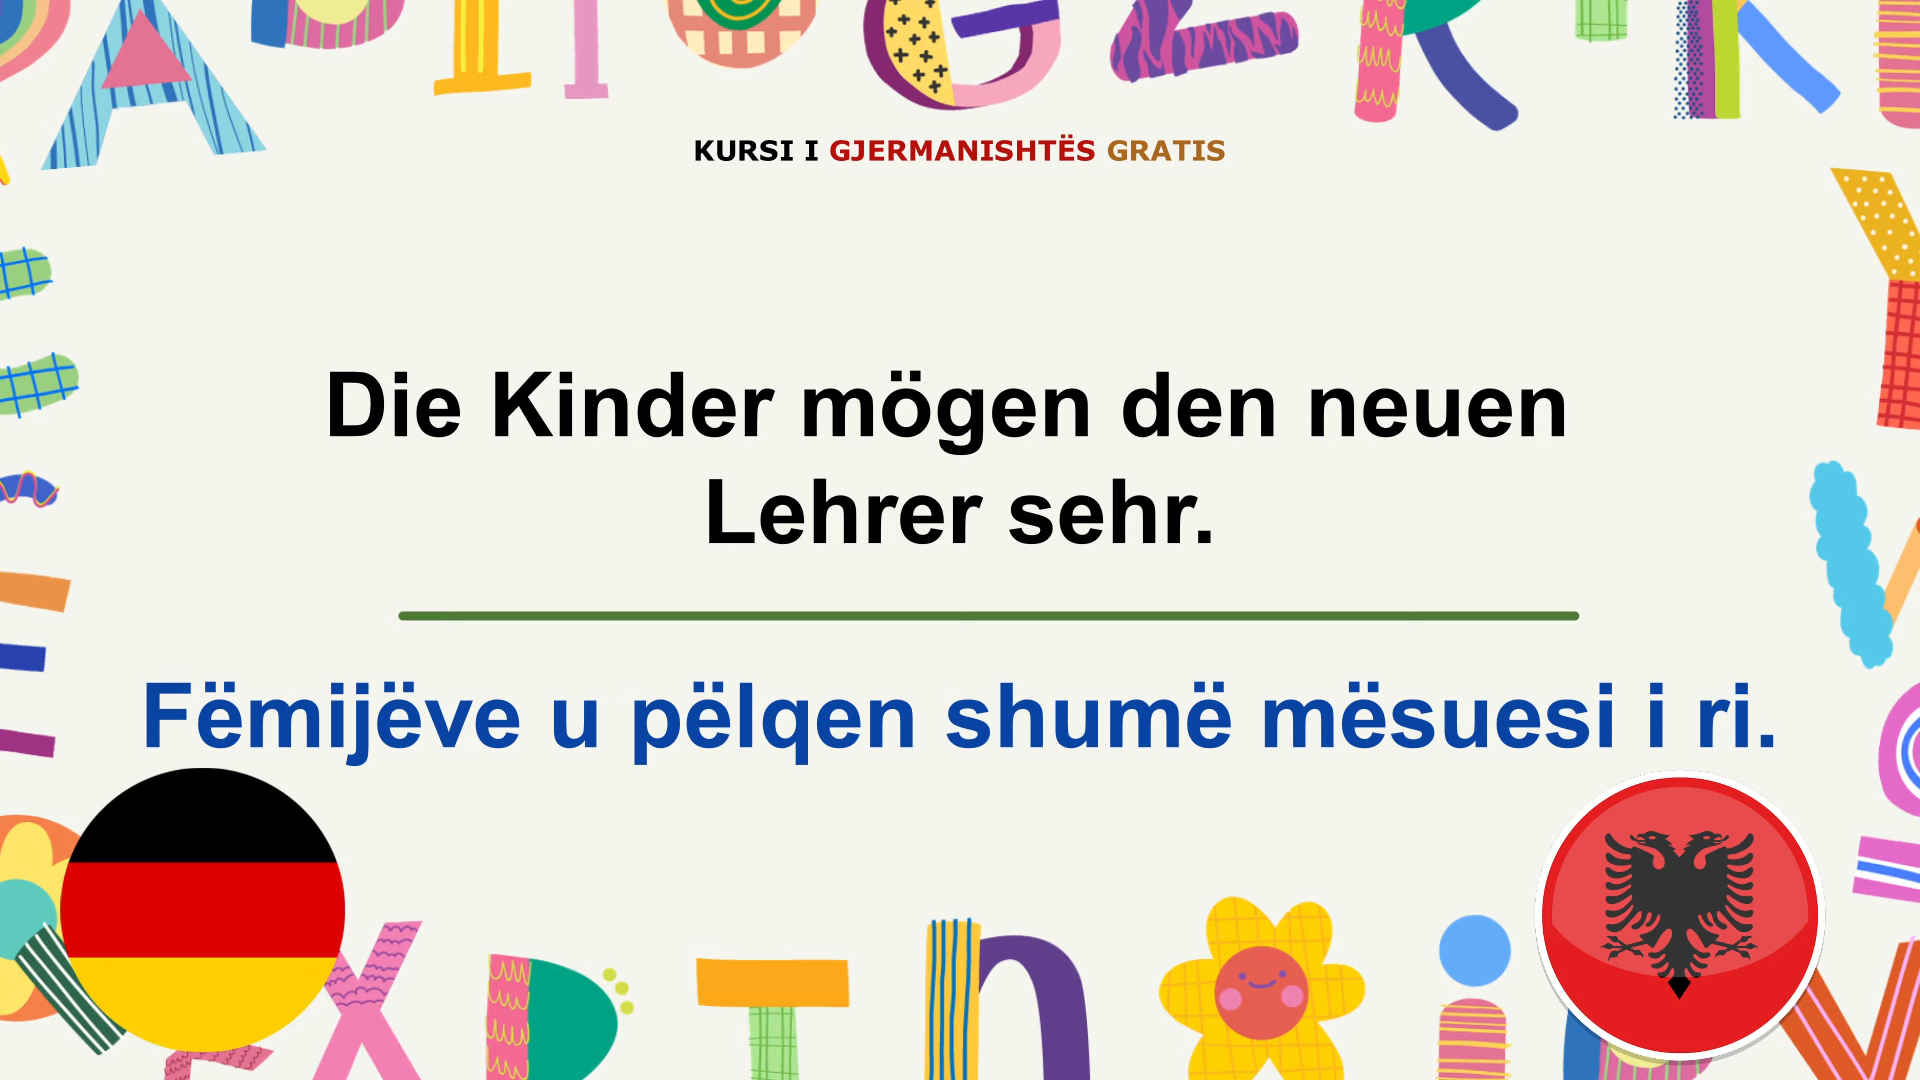 KURSI I GJERMANISHTËS GRATIS
Die Kinder mögen den neuen
Lehrer sehr.
Fëmijëve u pëlqen shumë mësuesi i ri.